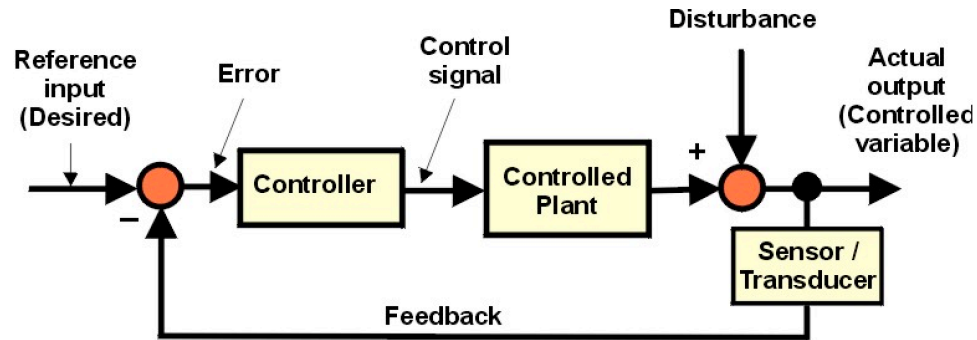 Disturbance
Reference
input
(Desired)
Error
Control
signal
Actual
output
(Controlled
variable)
+
Controller
Controlled
Plant
−
Sensor /
Transducer
Feedback